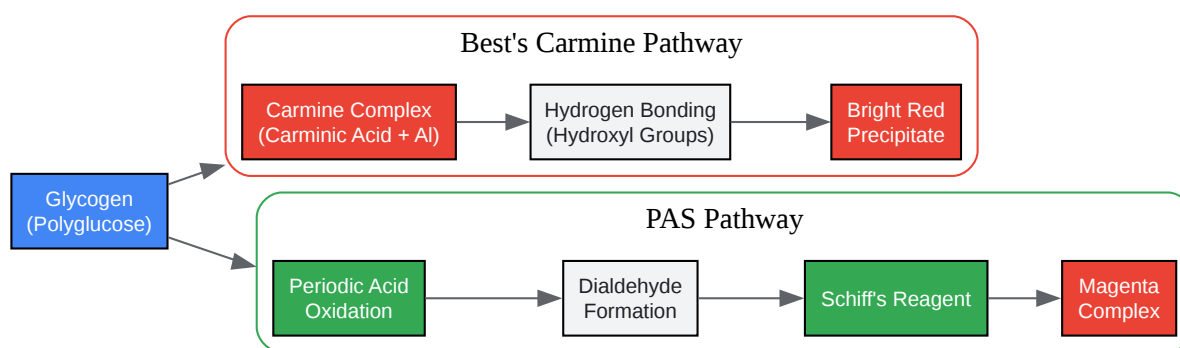 Best's Carmine Pathway
Carmine Complex
(Carminic Acid + Al)
Hydrogen Bonding
(Hydroxyl Groups)
Bright Red
Precipitate
Glycogen
(Polyglucose)
PAS Pathway
Periodic Acid
Oxidation
Dialdehyde
Formation
Schiff's Reagent
Magenta
Complex